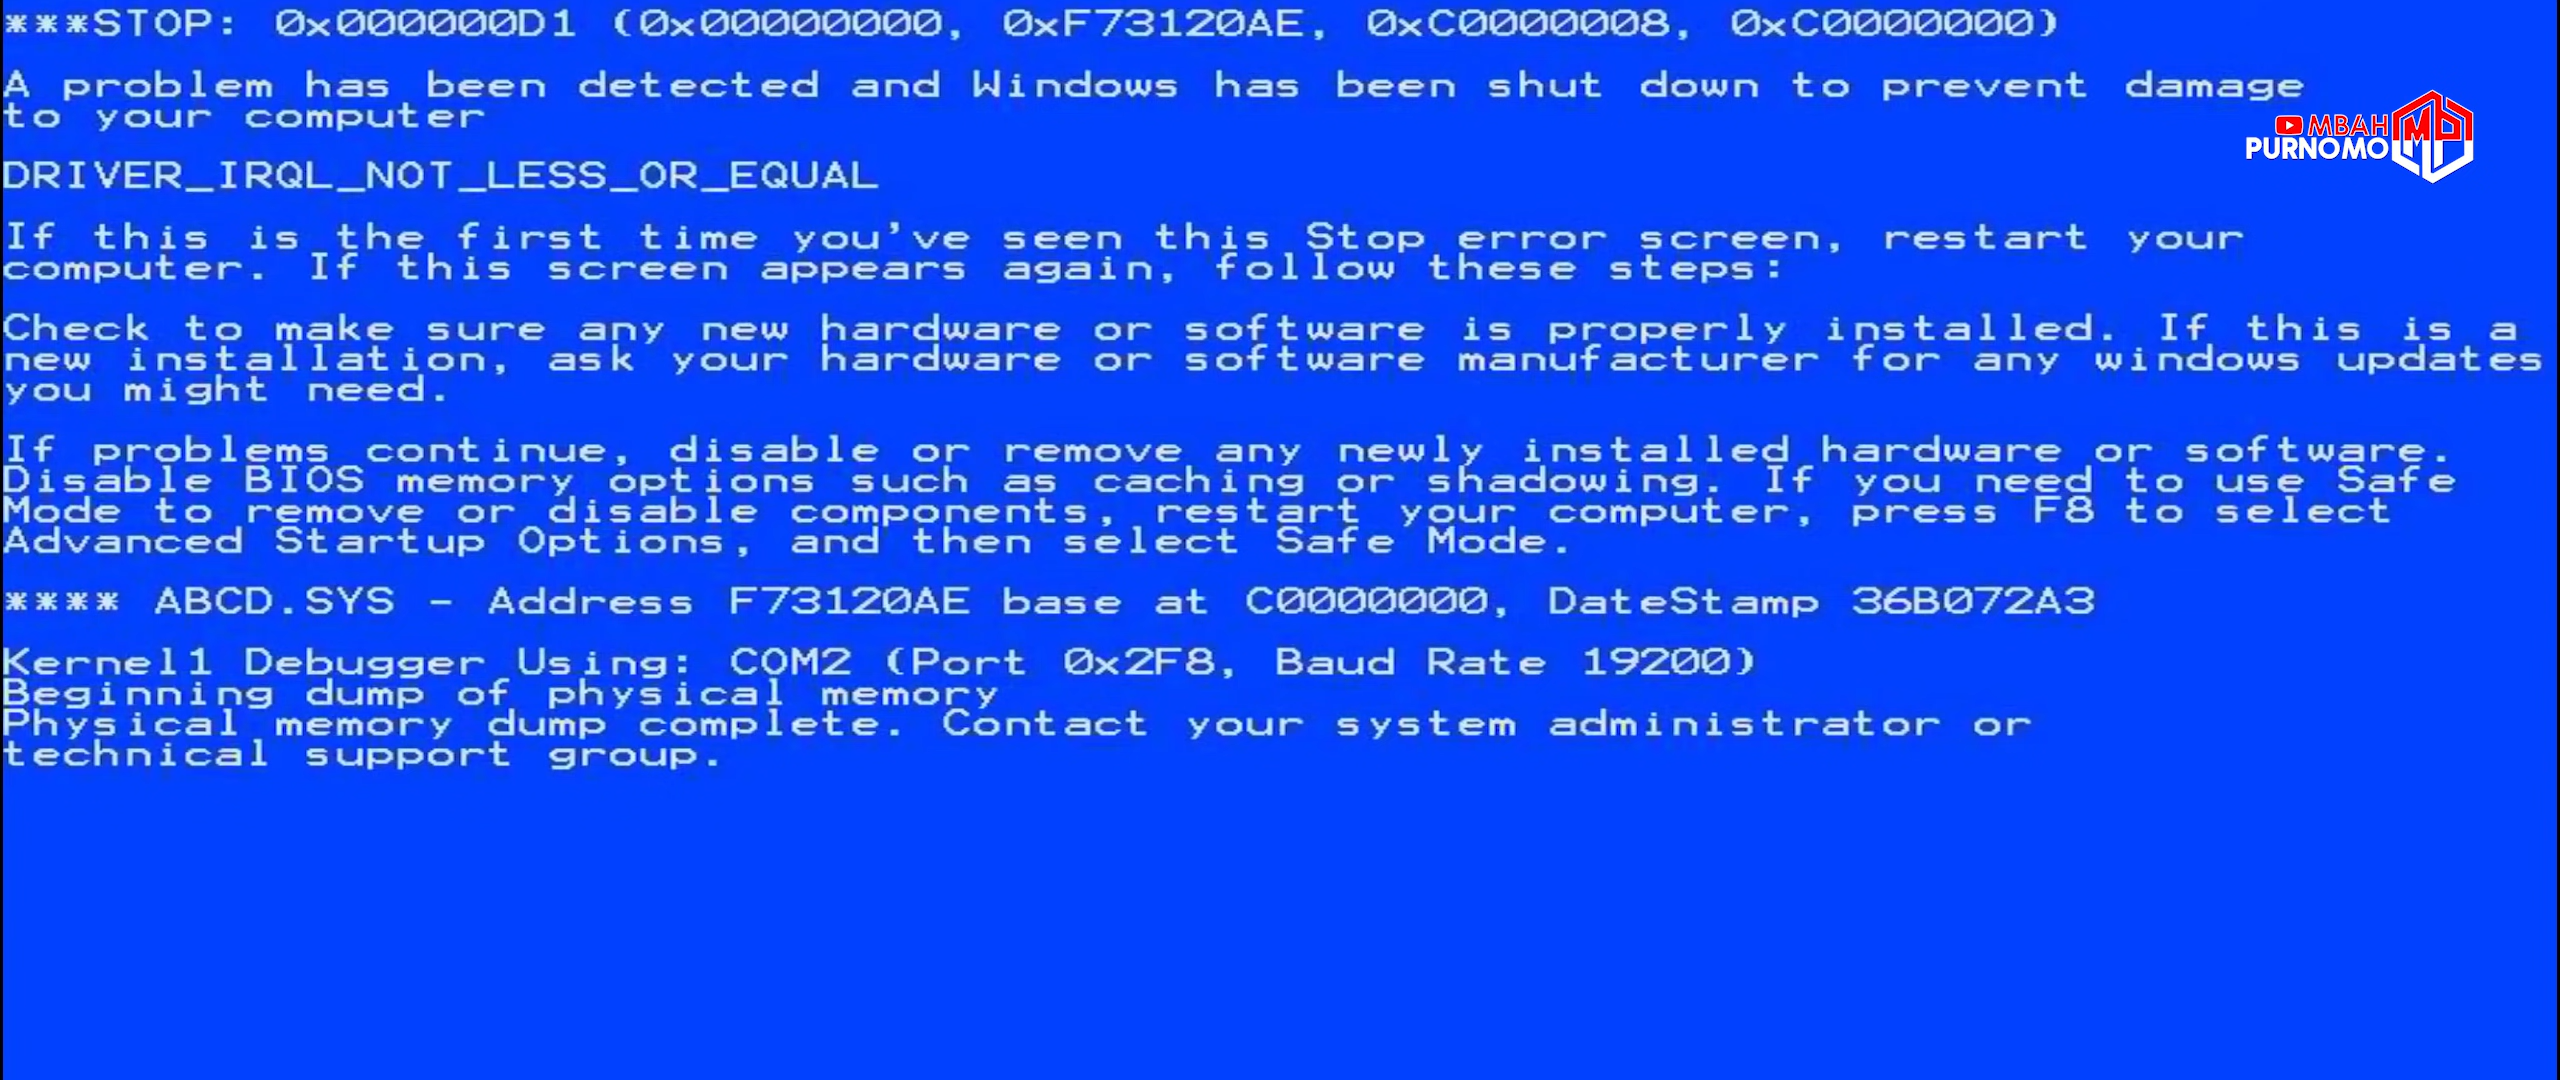 ***STOP: 0x000000D1 (0x00000000, 0xF73120AE, 0xC0000008, 0xC0000000)
A problem has been detected and Windows has been shut down to prevent damage
to your computer
MBAH
PURNOMO
DRIVER_IRQL_NOT_LESS_OR_EQUAL
If this is the first time you've seen this Stop error screen, restart your
computer. If this screen appears again, follow these steps:
Check to make sure any new hardware or software is properly installed. If this is a
new installation, ask your hardware or software manufacturer for any windows updates
you might need.
If problems continue, disable or remove any newly installed hardware or software.
Disable BIOS memory options such as caching or shadowing. If you need to use Safe
Mode to remove or disable components, restart your computer, press F8 to select
Advanced Startup Options, and then select Safe Mode.
**** ABCD.SYS - Address F73120AE base at C0000000, DateStamp 36B072A3
Kernel1 Debugger Using: COM2 (Port 0x2F8, Baud Rate 19200)
Beginning dump of physical memory
Physical memory dump complete. Contact your system administrator or
technical support group.